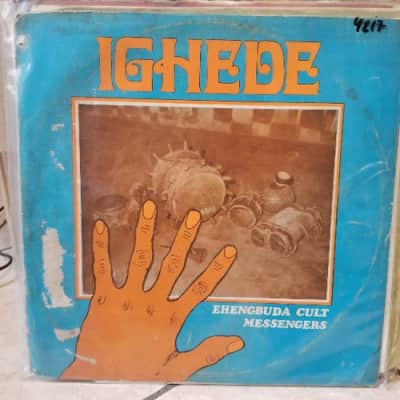 4217
IGHEDE
EHENGBUDA CULT
MESSENGERS